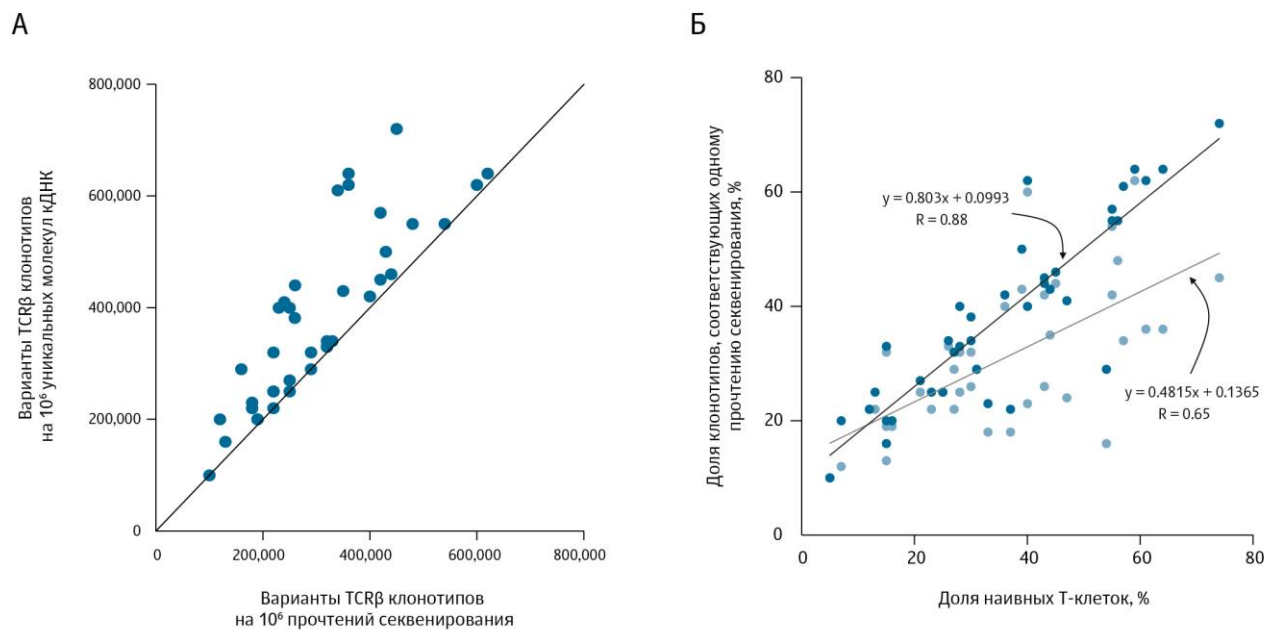 А
800,000
600,000
400,000
200,000
0
Варианты TCRβ клонотипов
на 10⁶ уникальных молекул кДНК
0
200,000
400,000
600,000
800,000
Варианты TCRβ клонотипов
на 10⁶ прочтений секвенирования
Б
80
60
40
20
0
Доля клонотипов, соответствующих одному
прочтению секвенирования, %
y = 0.803x + 0.0993
R = 0.88
y = 0.4815x + 0.1365
R = 0.65
0
20
40
60
80
Доля наивных Т-клеток, %